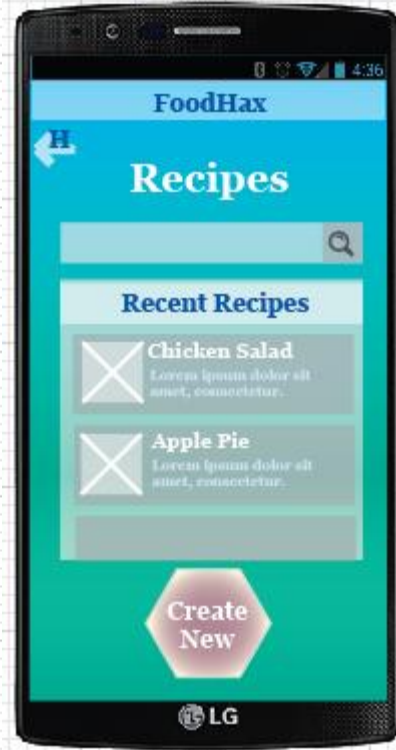 4:36
FoodHax
H
Recipes
Recent Recipes
Chicken Salad
Lorem ipsum dolor sit
amet, consectetur.
Apple Pie
Lorem ipsum dolor sit
amet, consectetur.
Create
New
LG